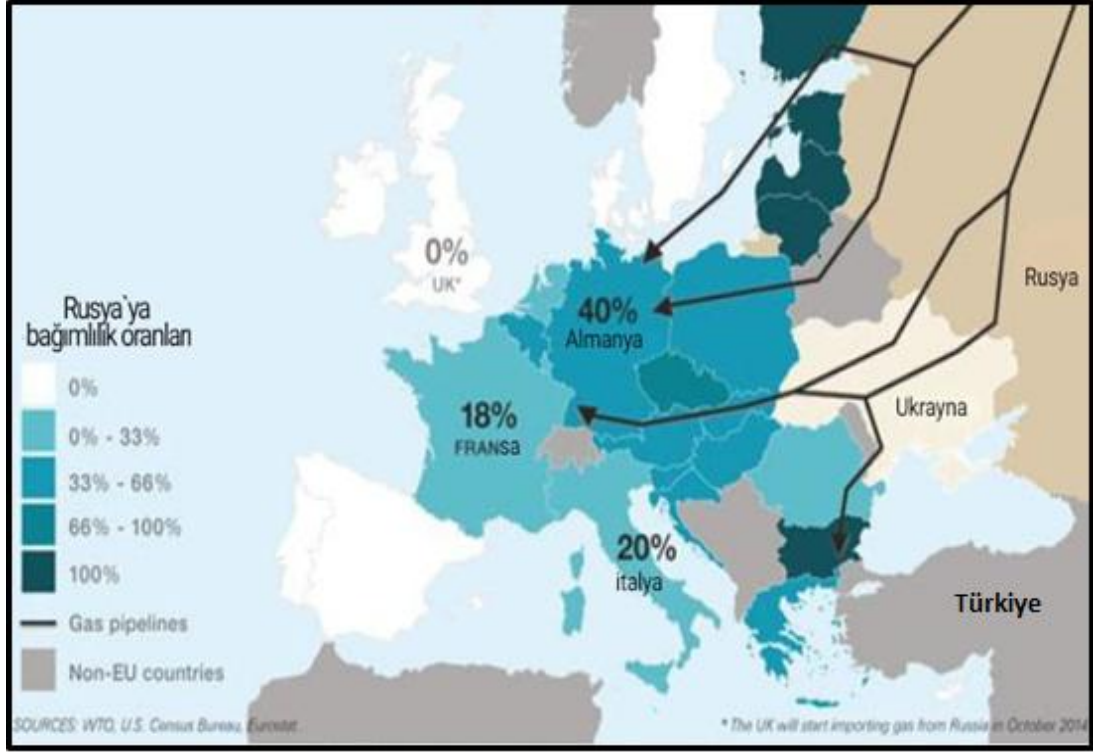 Rusya
0%
UK*
40%
Almanya
Rusya`ya
bağımlılık oranları
0%
0% - 33%
33% - 66%
66% - 100%
100%
Gas pipelines
Non-EU countries
18%
FRANsa
Ukrayna
20%
italya
Türkiye
SOURCES: WTO, U.S. Census Bureau, Eurostat
* The UK will start importing gas from Russia in October 2014